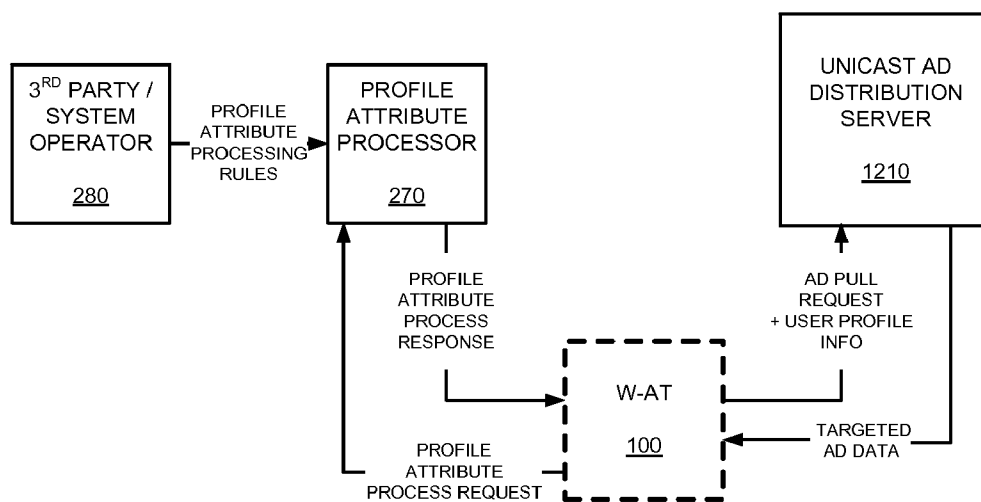 3RD PARTY /
SYSTEM
OPERATOR
280
PROFILE
ATTRIBUTE
PROCESSING
RULES
PROFILE
ATTRIBUTE
PROCESSOR
270
UNICAST AD
DISTRIBUTION
SERVER
1210
PROFILE
ATTRIBUTE
PROCESS
RESPONSE
AD PULL
REQUEST
+ USER PROFILE
INFO
W-AT
100
PROFILE
ATTRIBUTE
PROCESS REQUEST
TARGETED
AD DATA